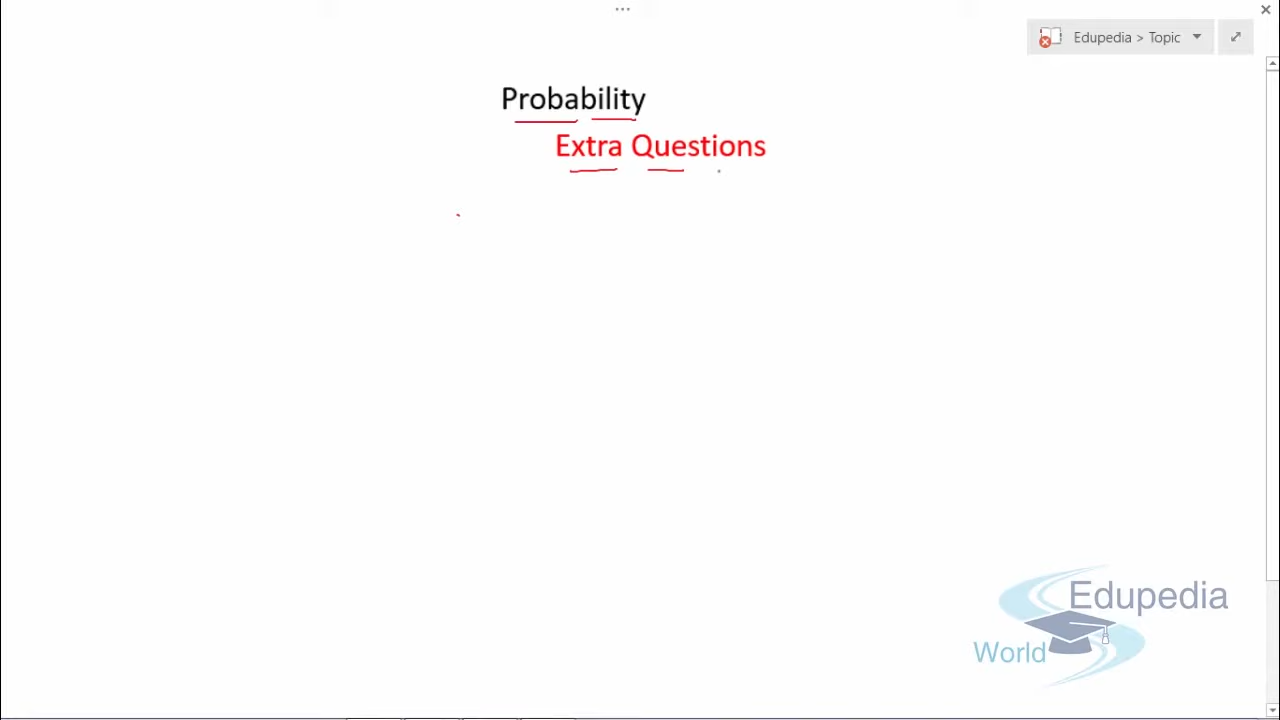 Edupedia > Topic
Probability
Extra Questions
Edupedia
World